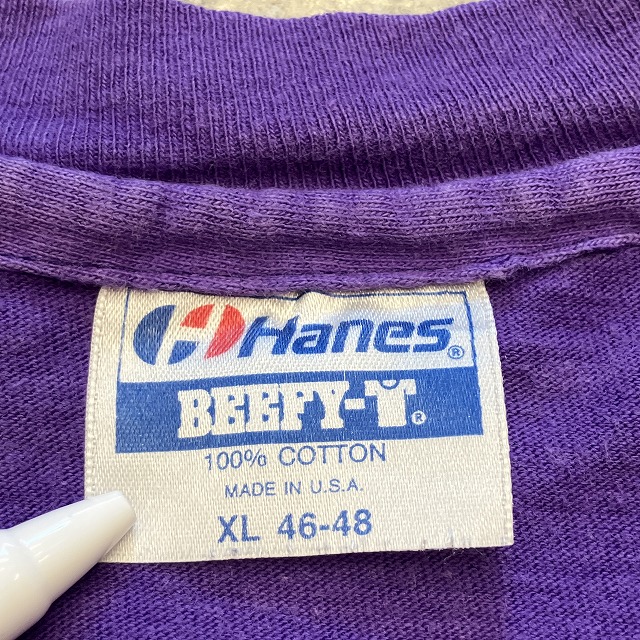 Hanes®
BEEFY-T®
100% COTTON
MADE IN U.S.A.
XL 46-48